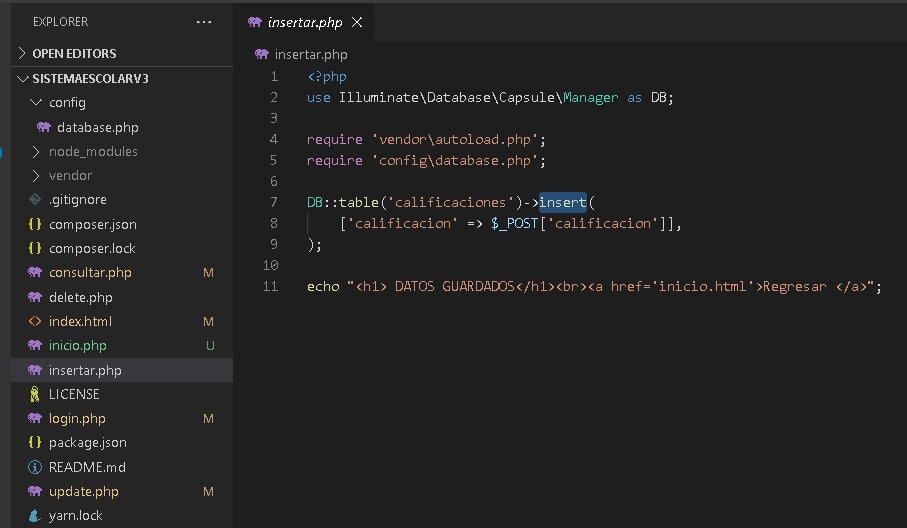 EXPLORER ...
OPEN EDITORS
SISTEMAESCOLARV3
config
database.php
node_modules
vendor
.gitignore
composer.json
composer.lock
consultar.php M
delete.php
index.html M
inicio.php U
insertar.php
LICENSE
login.php M
package.json
README.md
update.php M
yarn.lock
insertar.php
insertar.php
1 <?php
2 use Illuminate\Database\Capsule\Manager as DB;
3
4 require 'vendor\autoload.php';
5 require 'config\database.php';
6
7 DB::table('calificaciones')->insert(
8     ['calificacion' => $_POST['calificacion']],
9 );
10
11 echo "<h1> DATOS GUARDADOS</h1><br><a href='inicio.html'>Regresar </a>";